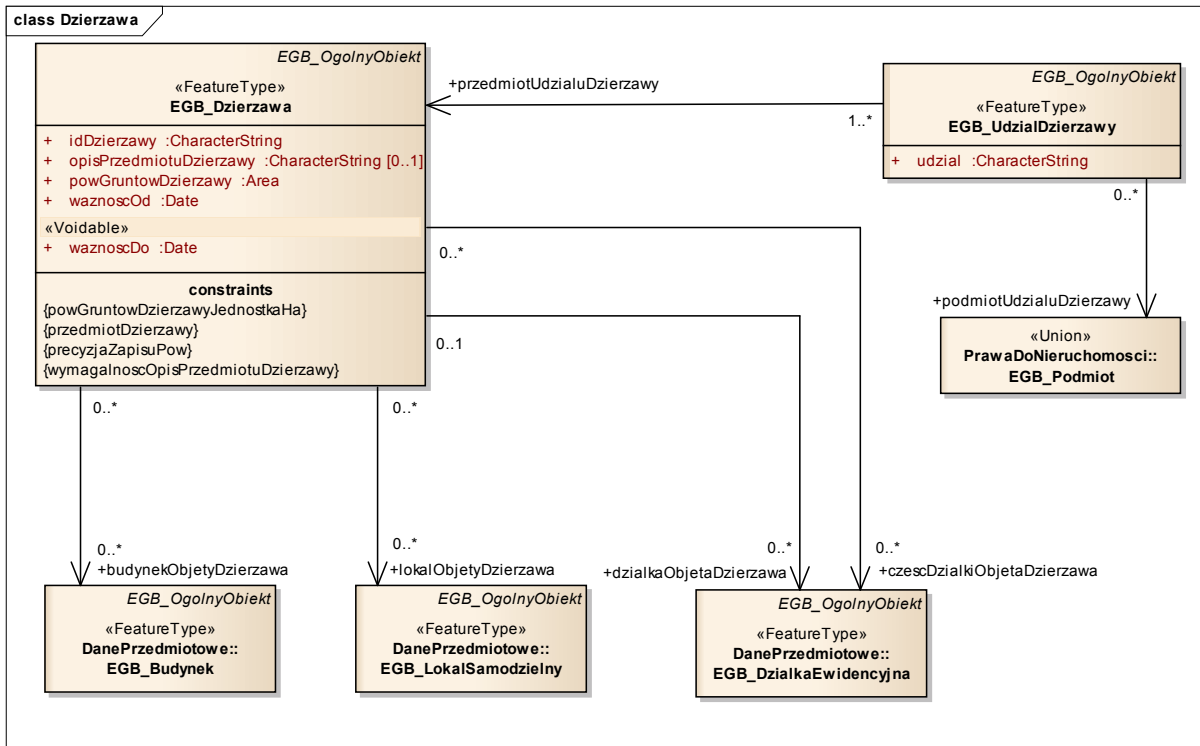 class Dzierzawa
EGB_OgolnyObiekt
«FeatureType»
EGB_Dzierzawa
+ idDzierzawy :CharacterString
+ opisPrzedmiotuDzierzawy :CharacterString [0..1]
+ powGruntowDzierzawy :Area
+ waznoscOd :Date
«Voidable»
+ waznoscDo :Date
constraints
{powGruntowDzierzawyJednostkaHa}
{przedmiotDzierzawy}
{precyzjaZapisuPow}
{wymagalnoscOpisPrzedmiotuDzierzawy}
+przedmiotUdzialuDzierzawy
1..*
EGB_OgolnyObiekt
«FeatureType»
EGB_UdzialDzierzawy
+ udzial :CharacterString
0..*
+podmiotUdzialuDzierzawy
«Union»
PrawaDoNieruchomosci::
EGB_Podmiot
0..*
0..1
0..*
0..*
0..*
+budynekObjetyDzierzawa
0..*
+lokalObjetyDzierzawa
0..*
+dzialkaObjetaDzierzawa
0..*
+czescDzialkiObjetaDzierzawa
EGB_OgolnyObiekt
«FeatureType»
DanePrzedmiotowe::
EGB_Budynek
EGB_OgolnyObiekt
«FeatureType»
DanePrzedmiotowe::
EGB_LokalSamodzielny
EGB_OgolnyObiekt
«FeatureType»
DanePrzedmiotowe::
EGB_DzialkaEwidencyjna